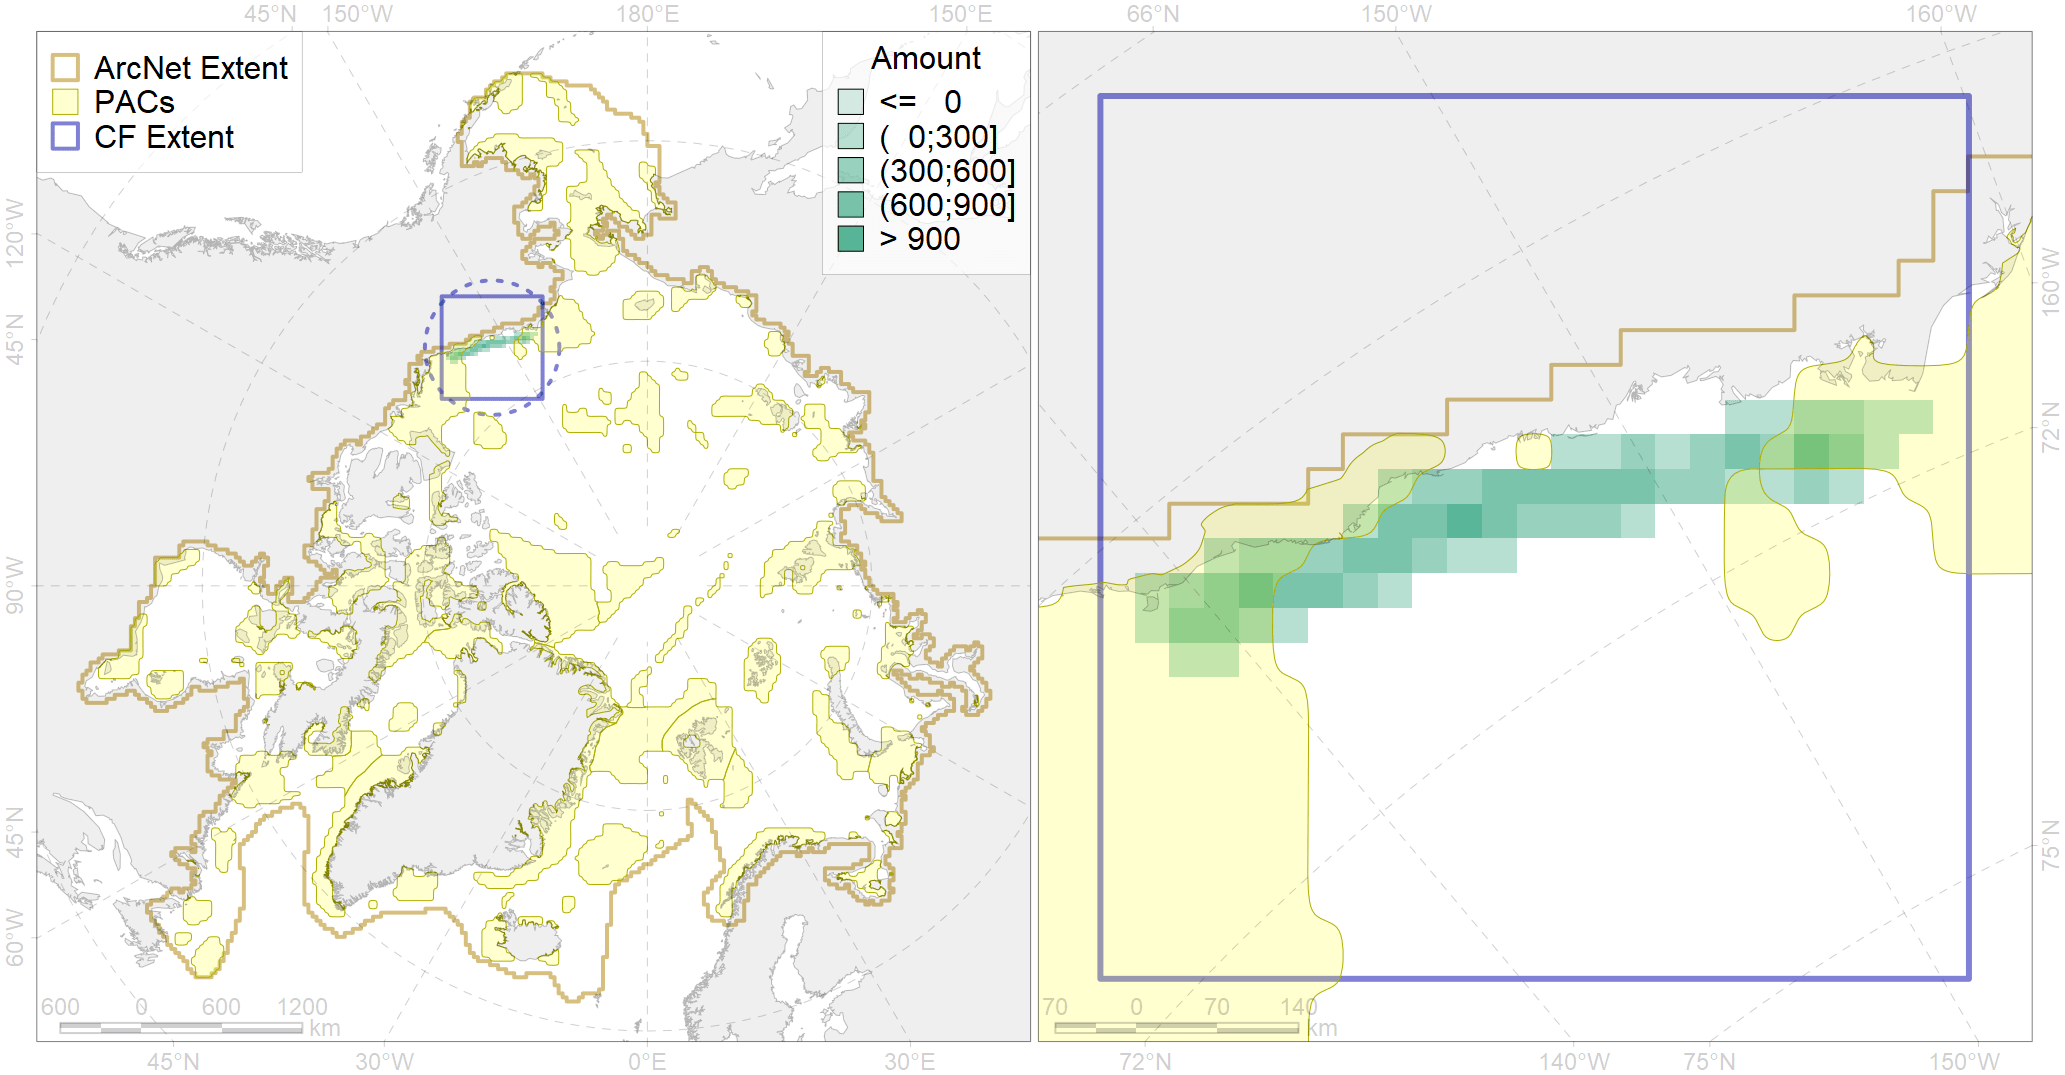 45°N 150°W 180°E 150°E 66°N 150°W 160°W
ArcNet Extent
PACs
CF Extent
Amount
<= 0
( 0;300]
(300;600]
(600;900]
> 900
120°W
45°N
90°W
45°N
60°W
160°W
72°N
75°N
600 0 600 1200
km
70 0 70 140
km
45°N 30°W 0°E 30°E 72°N 140°W 75°N 150°W